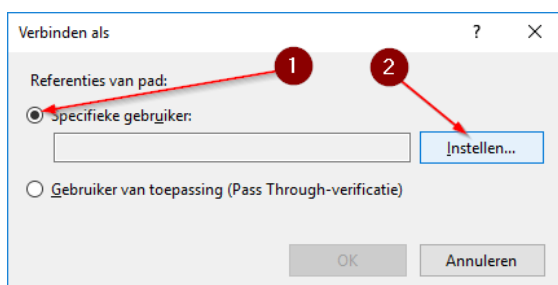 Verbinden als ? X
1 2
Referenties van pad:
Specifieke gebruiker:
Instellen...
Gebruiker van toepassing (Pass Through-verificatie)
OK Annuleren